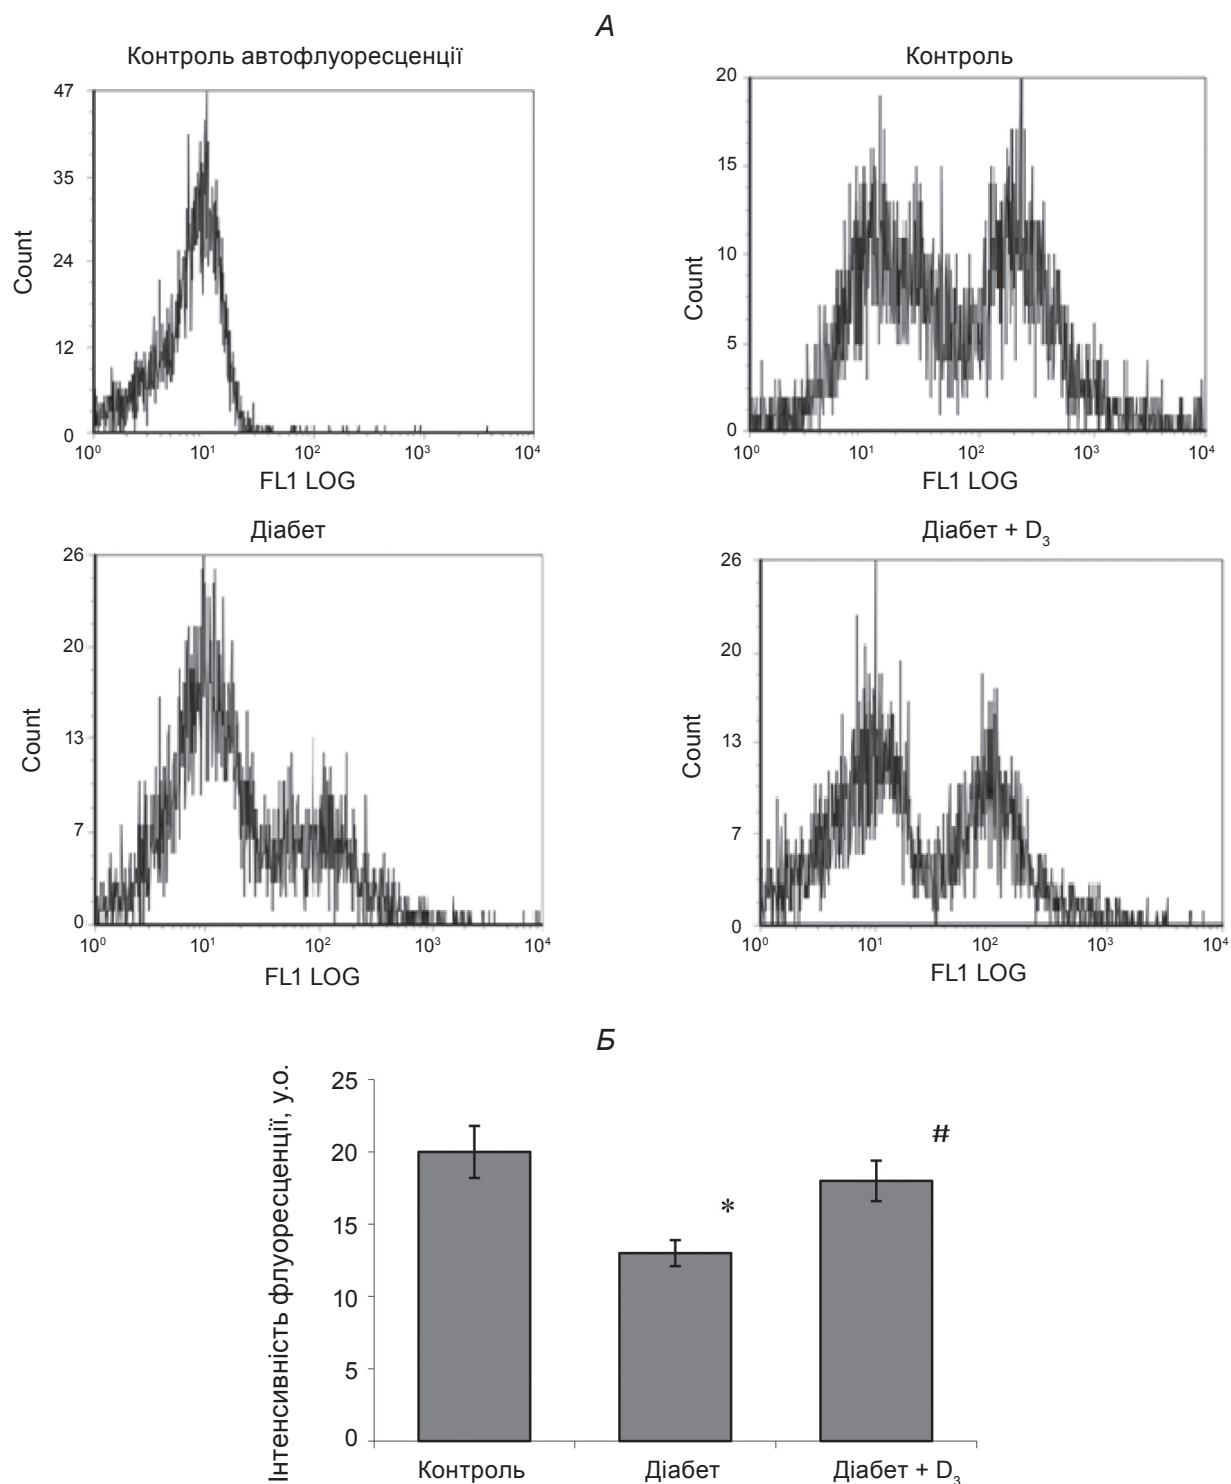 А
Контроль автофлуоресценції
47
35
24
12
0
Count
10⁰ 10¹ 10² 10³ 10⁴
FL1 LOG
Контроль
20
15
10
5
0
Count
10⁰ 10¹ 10² 10³ 10⁴
FL1 LOG
Діабет
26
20
13
7
0
Count
10⁰ 10¹ 10² 10³ 10⁴
FL1 LOG
Діабет + D₃
26
20
13
7
0
Count
10⁰ 10¹ 10² 10³ 10⁴
FL1 LOG
Б
Інтенсивність флуоресценції, у.о.
25
20
15
10
5
0
*
#
Контроль Діабет Діабет + D₃